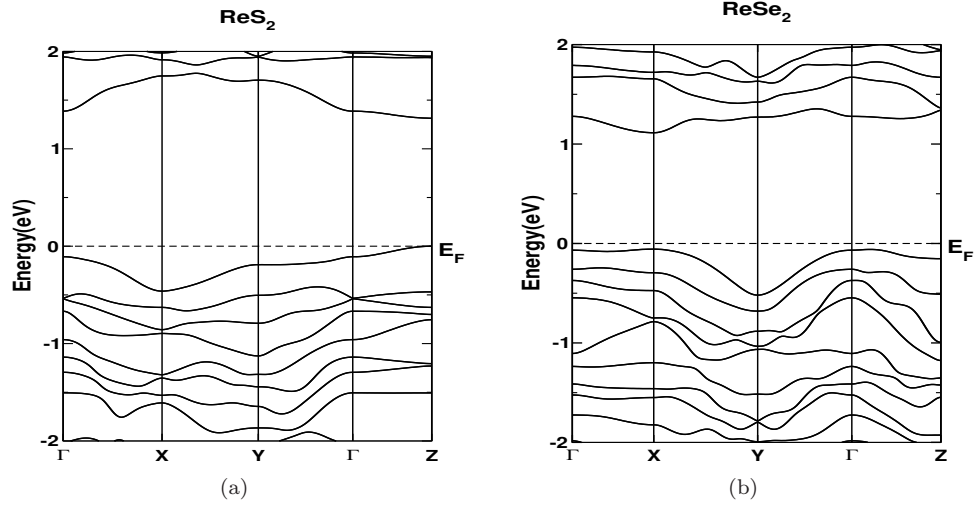 ReS2
ReSe2
2
1
0
-1
-2
Energy(eV)
EF
Γ X Y Γ Z
(a)
2
1
0
-1
-2
Energy(eV)
EF
Γ X Y Γ Z
(b)